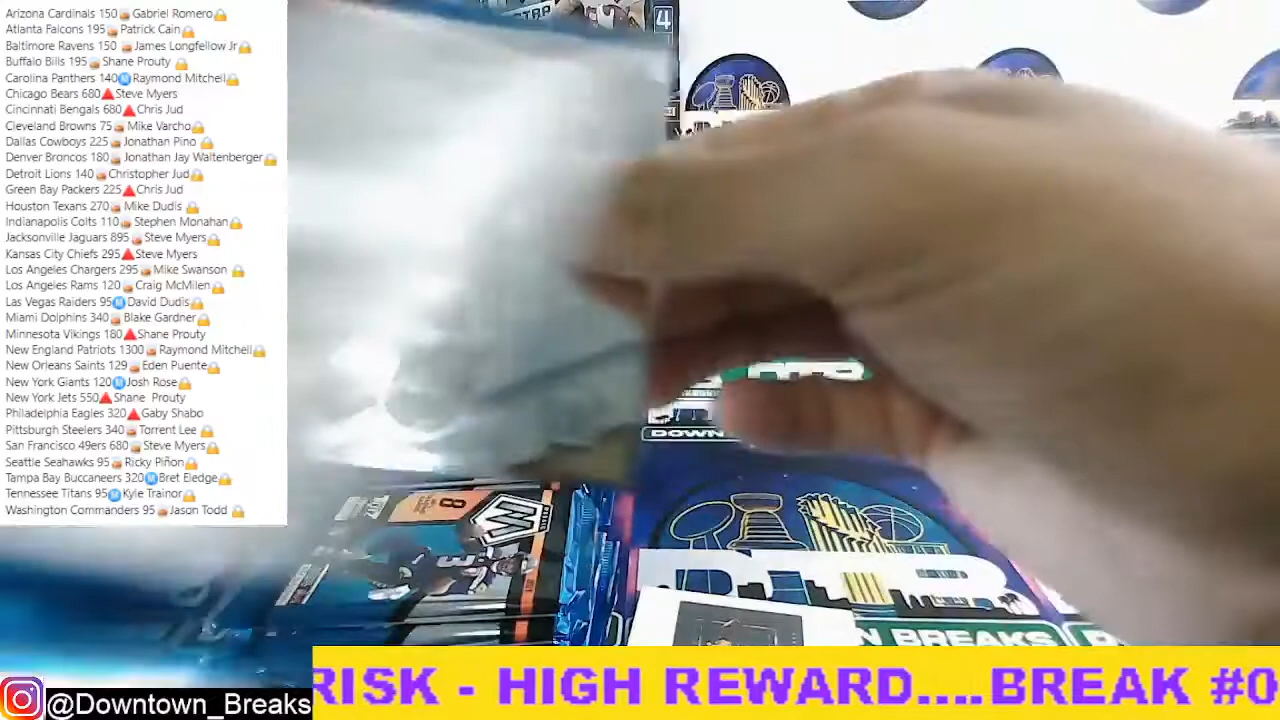 Arizona Cardinals 150 Gabriel Romero
Atlanta Falcons 195 Patrick Cain
Baltimore Ravens 150 James Longfellow Jr
Buffalo Bills 195 Shane Prouty
Carolina Panthers 140 M Raymond Mitchell
Chicago Bears 680 Steve Myers
Cincinnati Bengals 680 Chris Jud
Cleveland Browns 75 Mike Varcho
Dallas Cowboys 225 Jonathan Pino
Denver Broncos 180 Jonathan Jay Waltenberger
Detroit Lions 140 Christopher Jud
Green Bay Packers 225 Chris Jud
Houston Texans 270 Mike Dudis
Indianapolis Colts 110 Stephen Monahan
Jacksonville Jaguars 895 Steve Myers
Kansas City Chiefs 295 Steve Myers
Los Angeles Chargers 295 Mike Swanson
Los Angeles Rams 120 Craig McMilen
Las Vegas Raiders 95 M David Dudis
Miami Dolphins 340 Blake Gardner
Minnesota Vikings 180 Shane Prouty
New England Patriots 1300 Raymond Mitchell
New Orleans Saints 129 Eden Puente
New York Giants 120 M Josh Rose
New York Jets 550 Shane Prouty
Philadelphia Eagles 320 Gaby Shabo
Pittsburgh Steelers 340 Torrent Lee
San Francisco 49ers 680 Steve Myers
Seattle Seahawks 95 Ricky Piñon
Tampa Bay Buccaneers 320 M Bret Eledge
Tennessee Titans 95 M Kyle Trainor
Washington Commanders 95 Jason Todd
4
DOWN
8
N BREAKS
@Downtown_Breaks
RISK - HIGH REWARD....BREAK #0